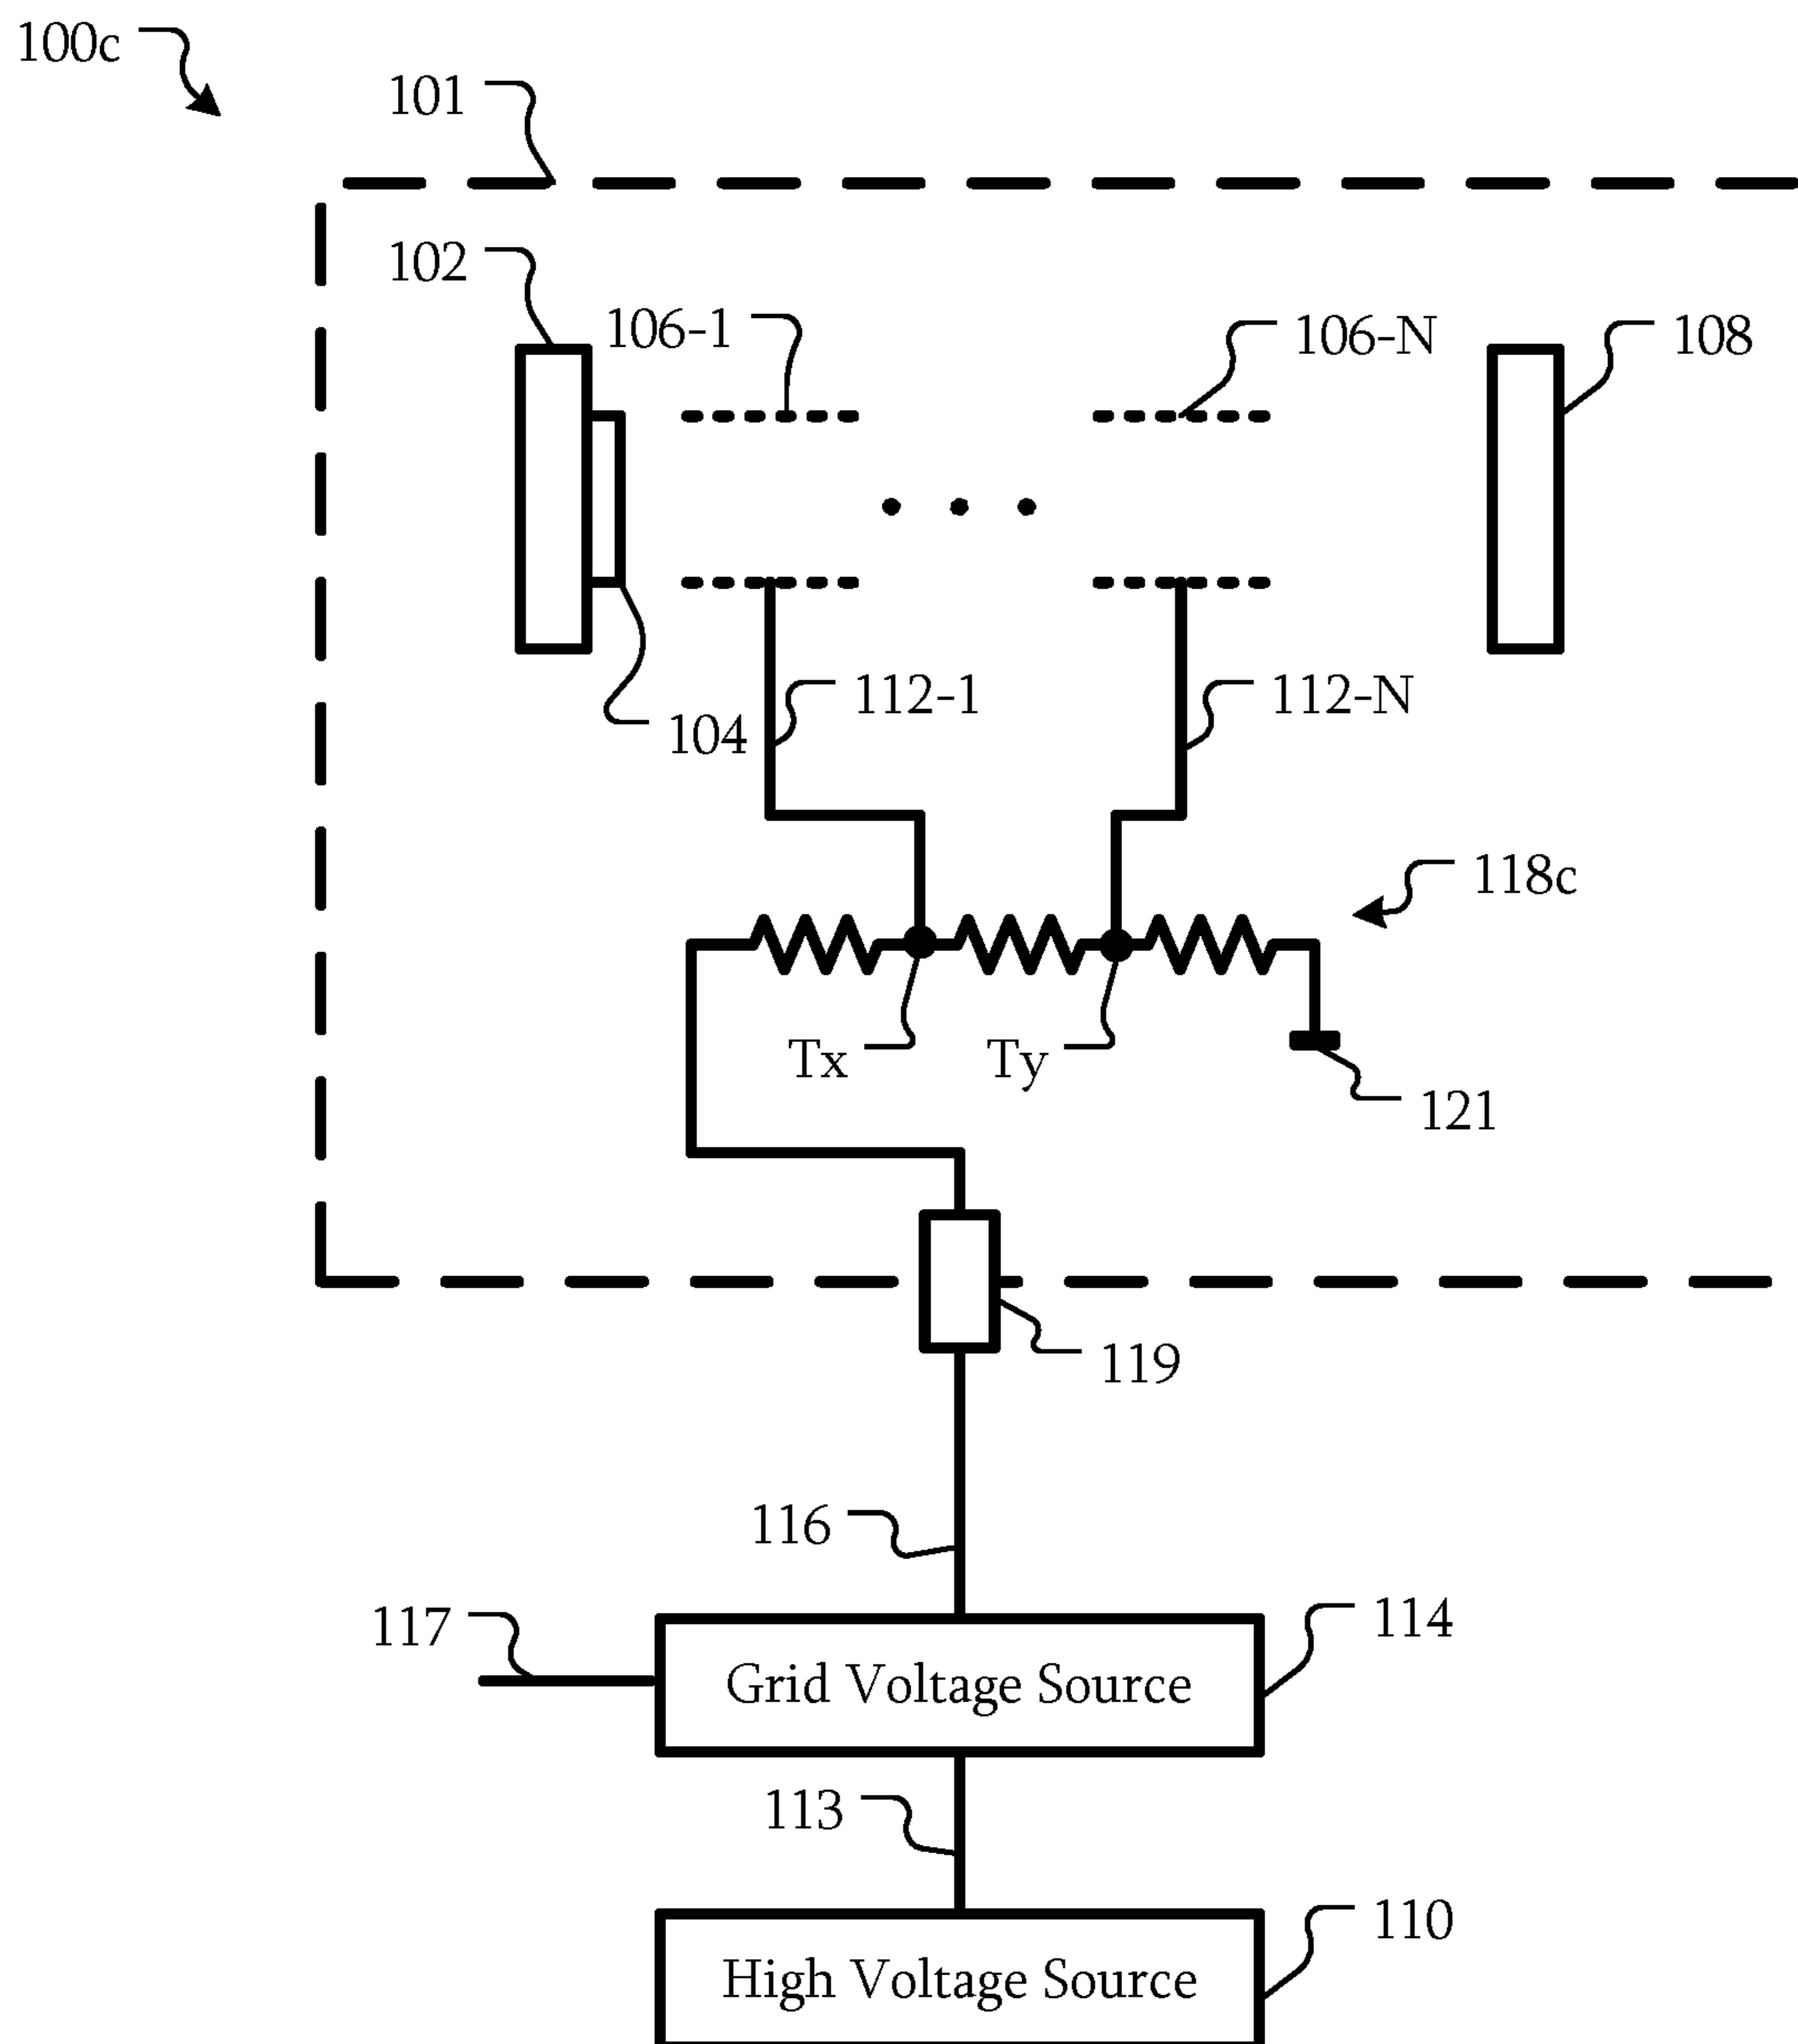 100c
101
102
106-1
106-N
108
104
112-1
112-N
118c
Tx
Ty
121
119
116
117
114
Grid Voltage Source
113
110
High Voltage Source